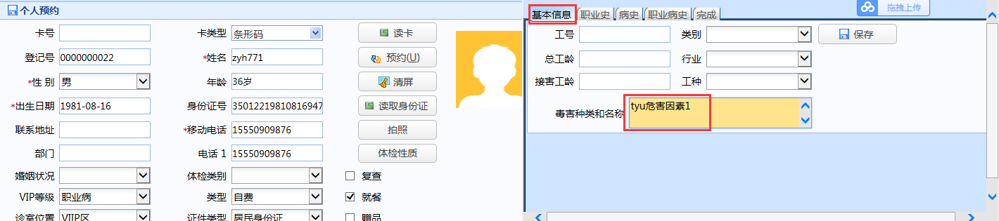 个人预约
卡号
卡类型 条形码
读卡
登记号 0000000022
*姓名 zyh771
预约(U)
*性 别 男
年龄 36岁
清屏
*出生日期 1981-08-16
身份证号 35012219810816947
读取身份证
联系地址
*移动电话 15550909876
拍照
部门
电话 1 15550909876
体检性质
婚姻状况
体检类别
复查
VIP等级 职业病
类型 自费
就餐
诊室位置 VIIP区
证件类型 居民身份证
赠品
拖拽上传
基本信息 职业史 病史 职业病史 完成
工号
类别
保存
总工龄
行业
接害工龄
工种
毒害种类和名称 tyu危害因素1